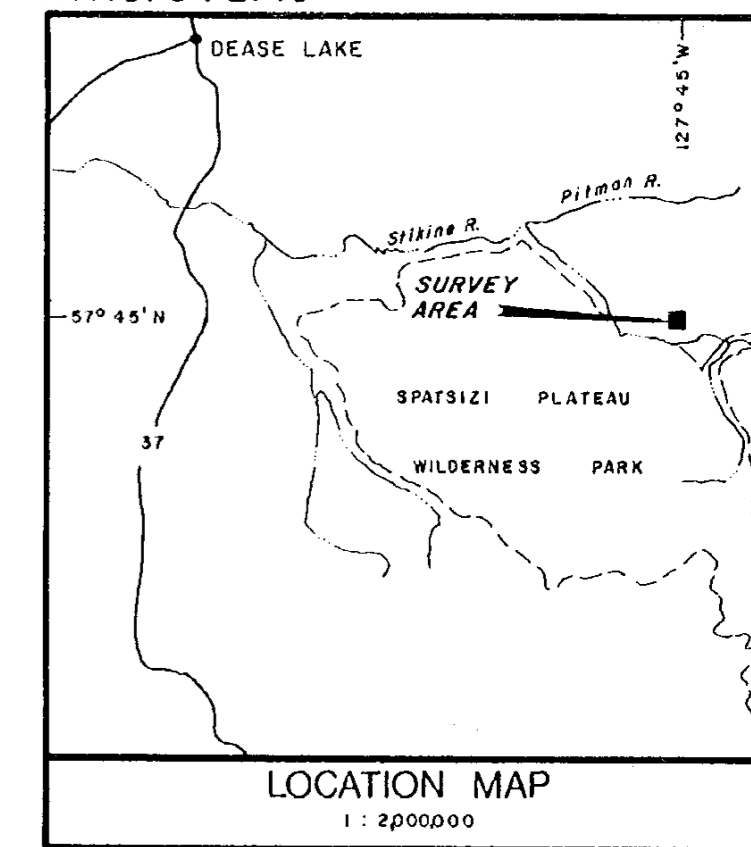 DEASE LAKE
127° 45' W
Pitman R.
Stikine R.
SURVEY
AREA
57° 45' N
SPATSIZI PLATEAU
37
WILDERNESS PARK
LOCATION MAP
1 : 2,000,000